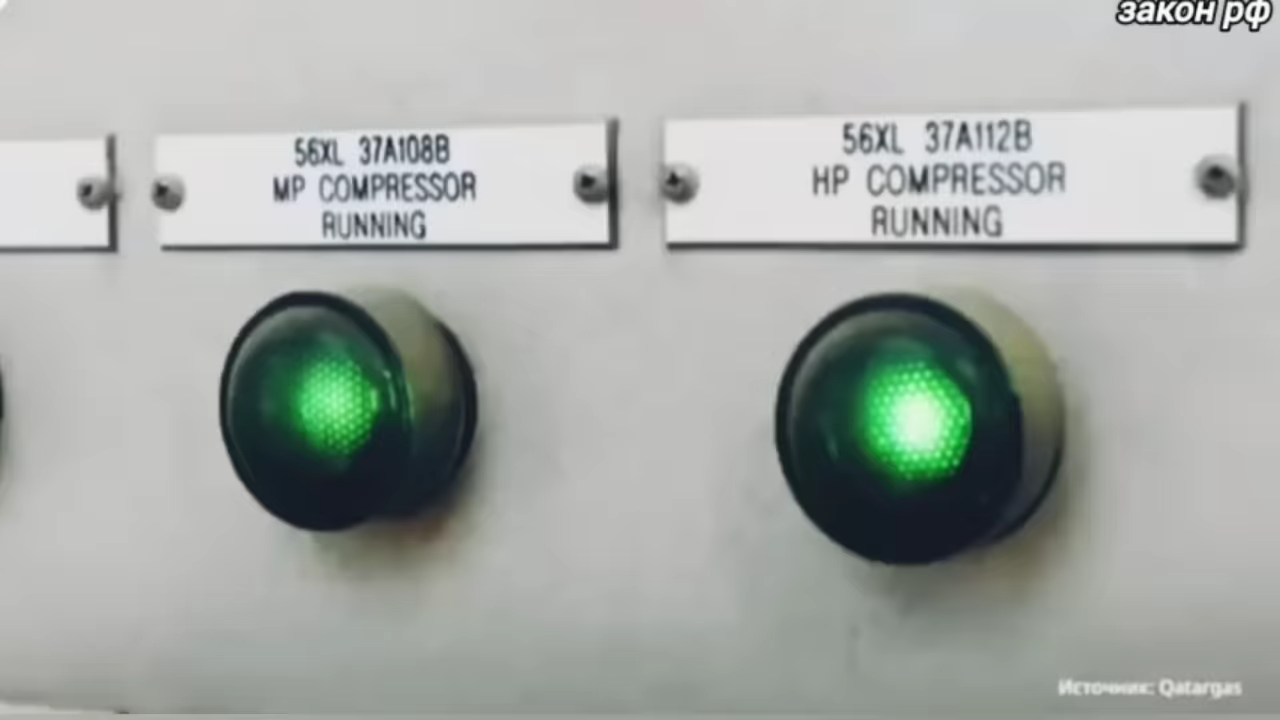 закон рф
56XL 37A108B
MP COMPRESSOR
RUNNING
56XL 37A112B
HP COMPRESSOR
RUNNING
Источник: Qatargas